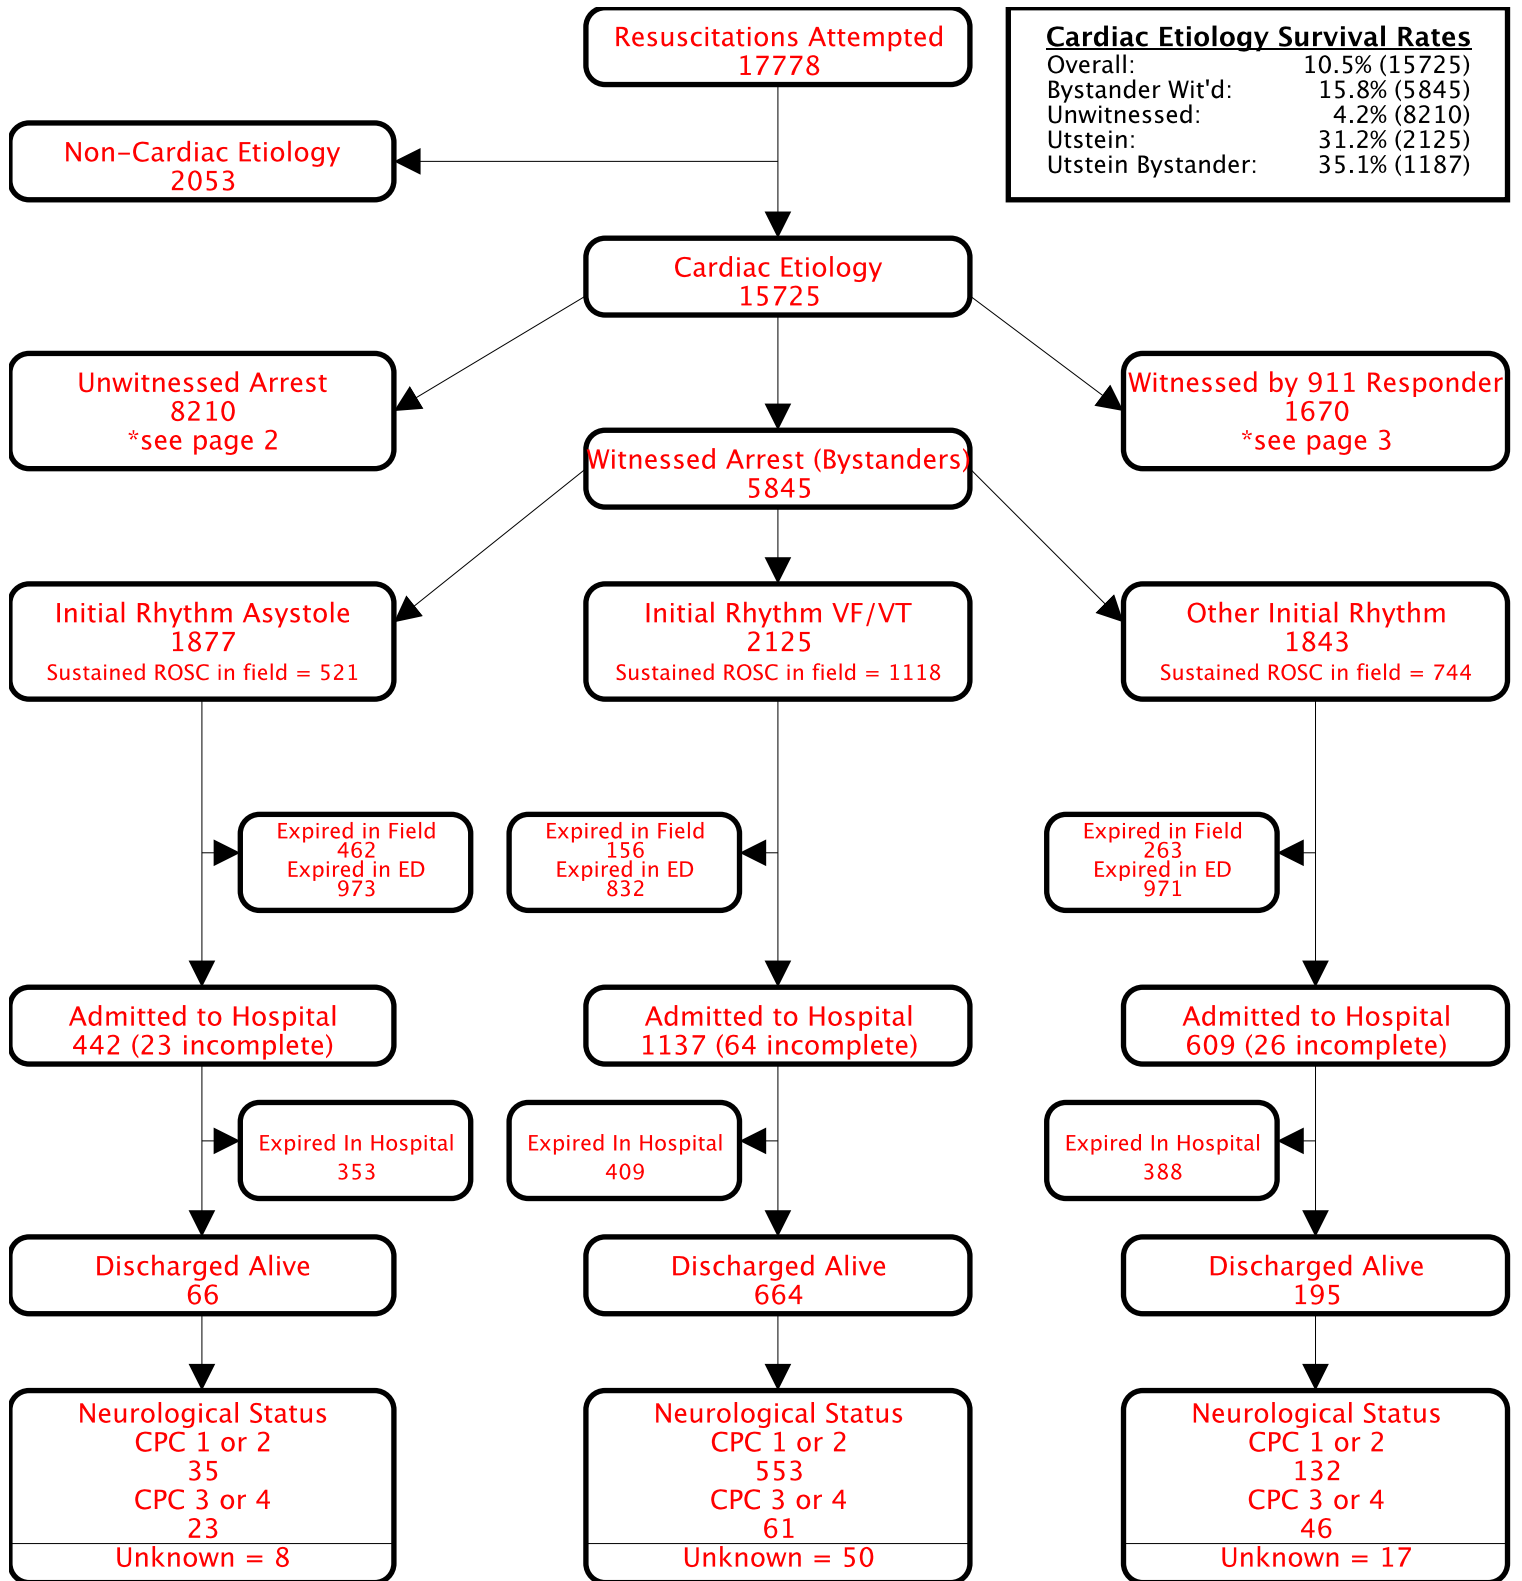 Resuscitations Attempted
17778
Cardiac Etiology Survival Rates
Overall: 10.5% (15725)
Bystander Wit'd: 15.8% (5845)
Unwitnessed: 4.2% (8210)
Utstein: 31.2% (2125)
Utstein Bystander: 35.1% (1187)
Non-Cardiac Etiology
2053
Cardiac Etiology
15725
Unwitnessed Arrest
8210
*see page 2
Witnessed by 911 Responder
1670
*see page 3
Witnessed Arrest (Bystanders)
5845
Initial Rhythm Asystole
1877
Sustained ROSC in field = 521
Initial Rhythm VF/VT
2125
Sustained ROSC in field = 1118
Other Initial Rhythm
1843
Sustained ROSC in field = 744
Expired in Field
462
Expired in ED
973
Expired in Field
156
Expired in ED
832
Expired in Field
263
Expired in ED
971
Admitted to Hospital
442 (23 incomplete)
Admitted to Hospital
1137 (64 incomplete)
Admitted to Hospital
609 (26 incomplete)
Expired In Hospital
353
Expired In Hospital
409
Expired In Hospital
388
Discharged Alive
66
Discharged Alive
664
Discharged Alive
195
Neurological Status
CPC 1 or 2
35
CPC 3 or 4
23
Unknown = 8
Neurological Status
CPC 1 or 2
553
CPC 3 or 4
61
Unknown = 50
Neurological Status
CPC 1 or 2
132
CPC 3 or 4
46
Unknown = 17